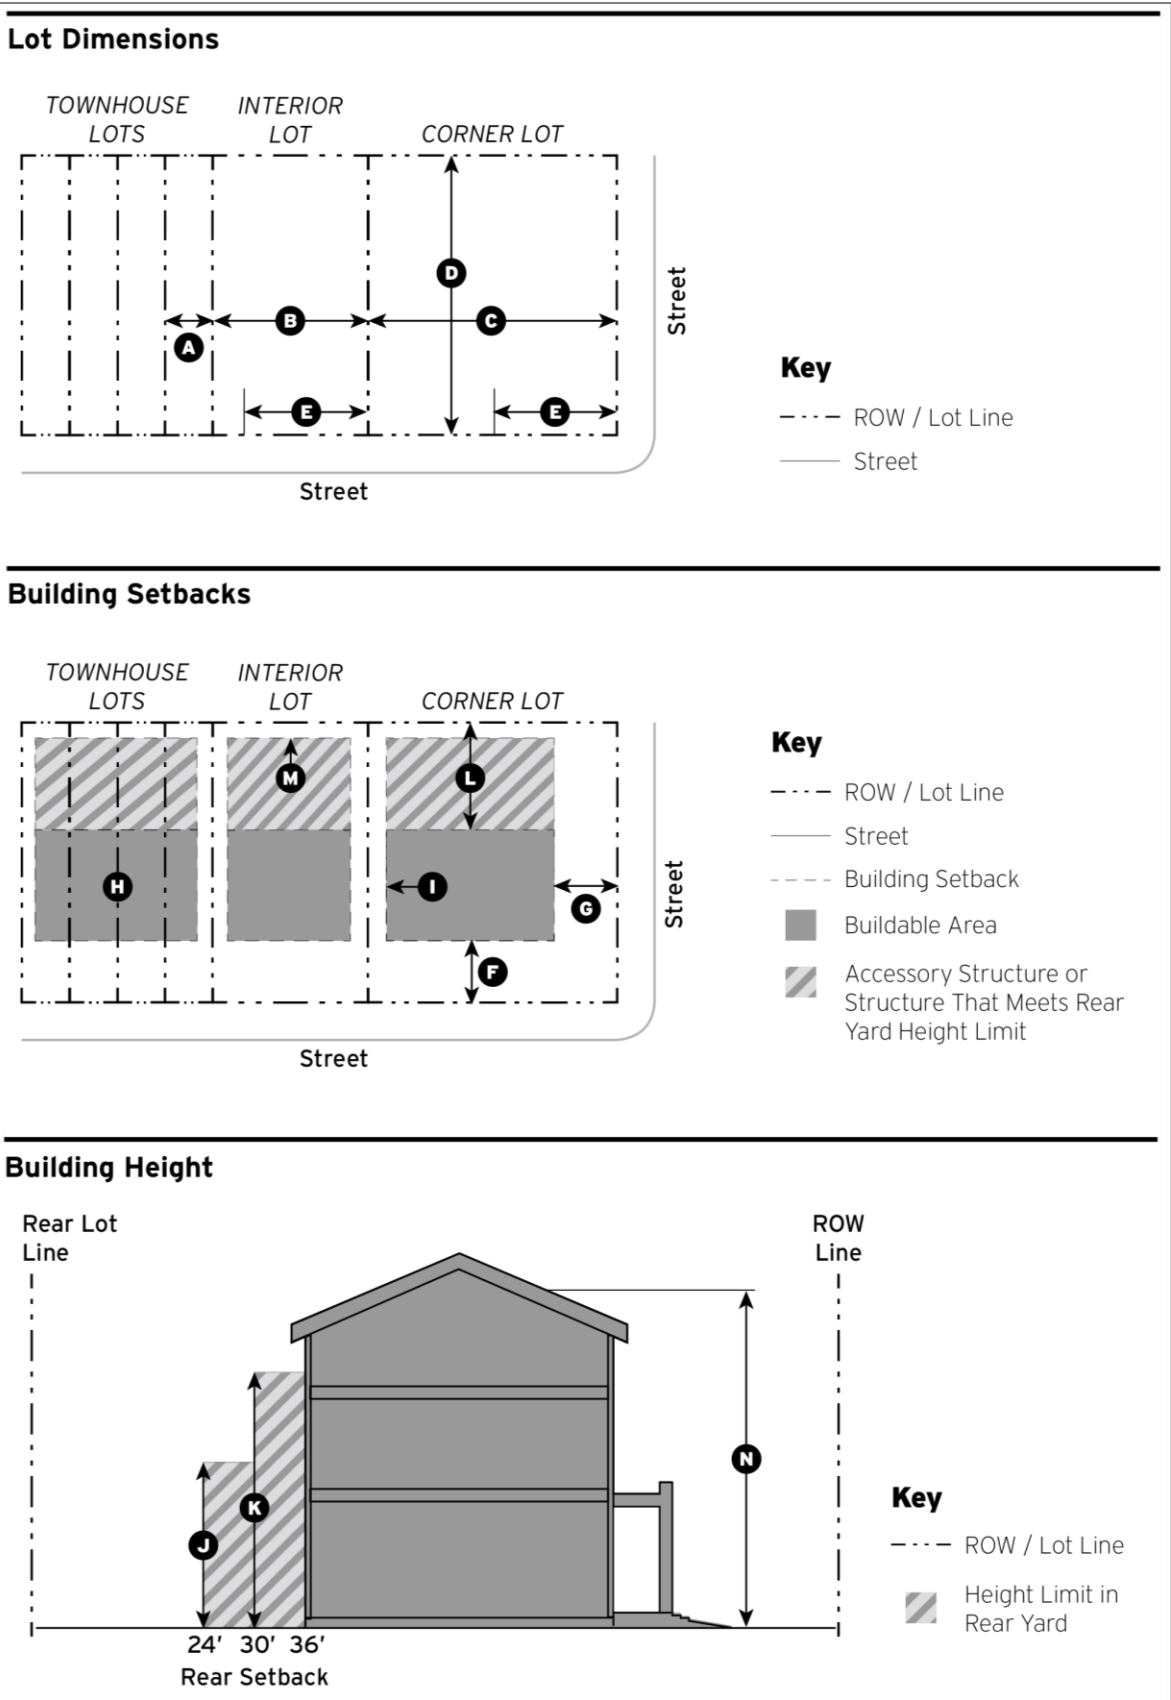 Lot Dimensions
TOWNHOUSE
LOTS
INTERIOR
LOT
CORNER LOT
D
B
C
A
E
E
Street
Street
Key
ROW / Lot Line
Street
Building Setbacks
TOWNHOUSE
LOTS
INTERIOR
LOT
CORNER LOT
M
L
H
I
G
F
Street
Street
Key
ROW / Lot Line
Street
Building Setback
Buildable Area
Accessory Structure or
Structure That Meets Rear
Yard Height Limit
Building Height
Rear Lot
Line
ROW
Line
N
K
J
24' 30' 36'
Rear Setback
Key
ROW / Lot Line
Height Limit in
Rear Yard